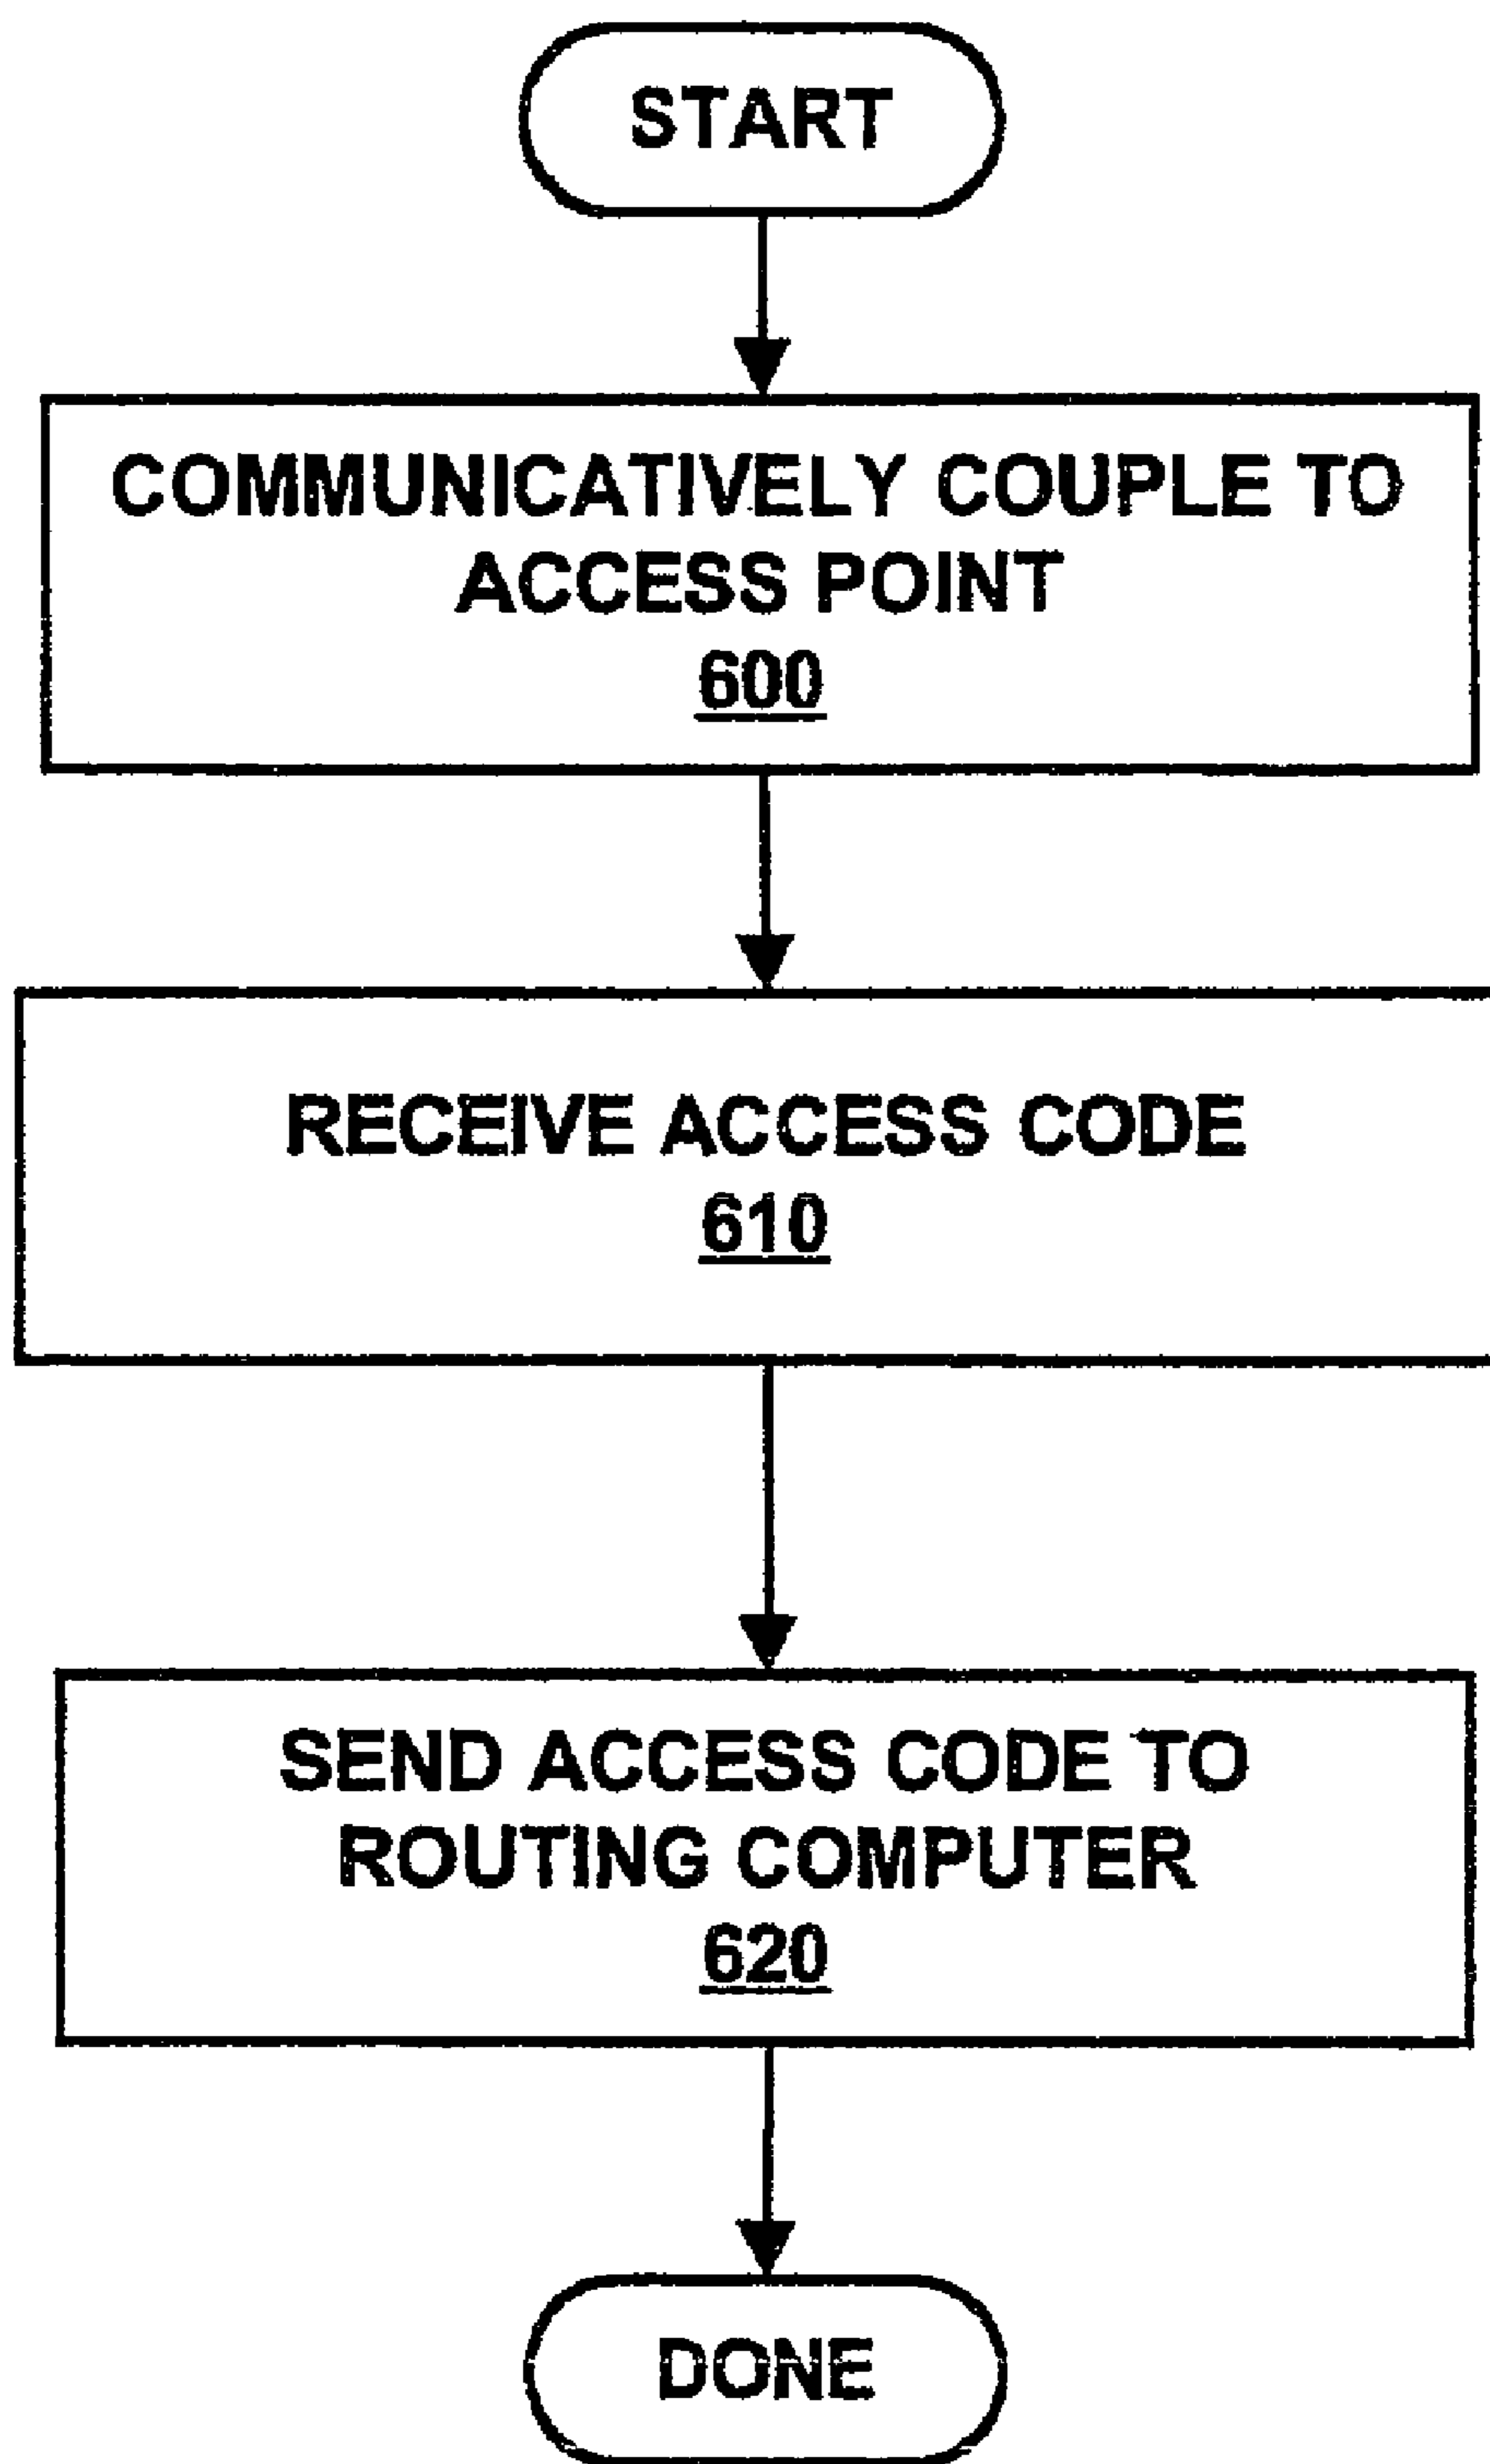 START
COMMUNICATIVELY COUPLE TO
ACCESS POINT
600
RECEIVE ACCESS CODE
610
SEND ACCESS CODE TO
ROUTING COMPUTER
620
DONE